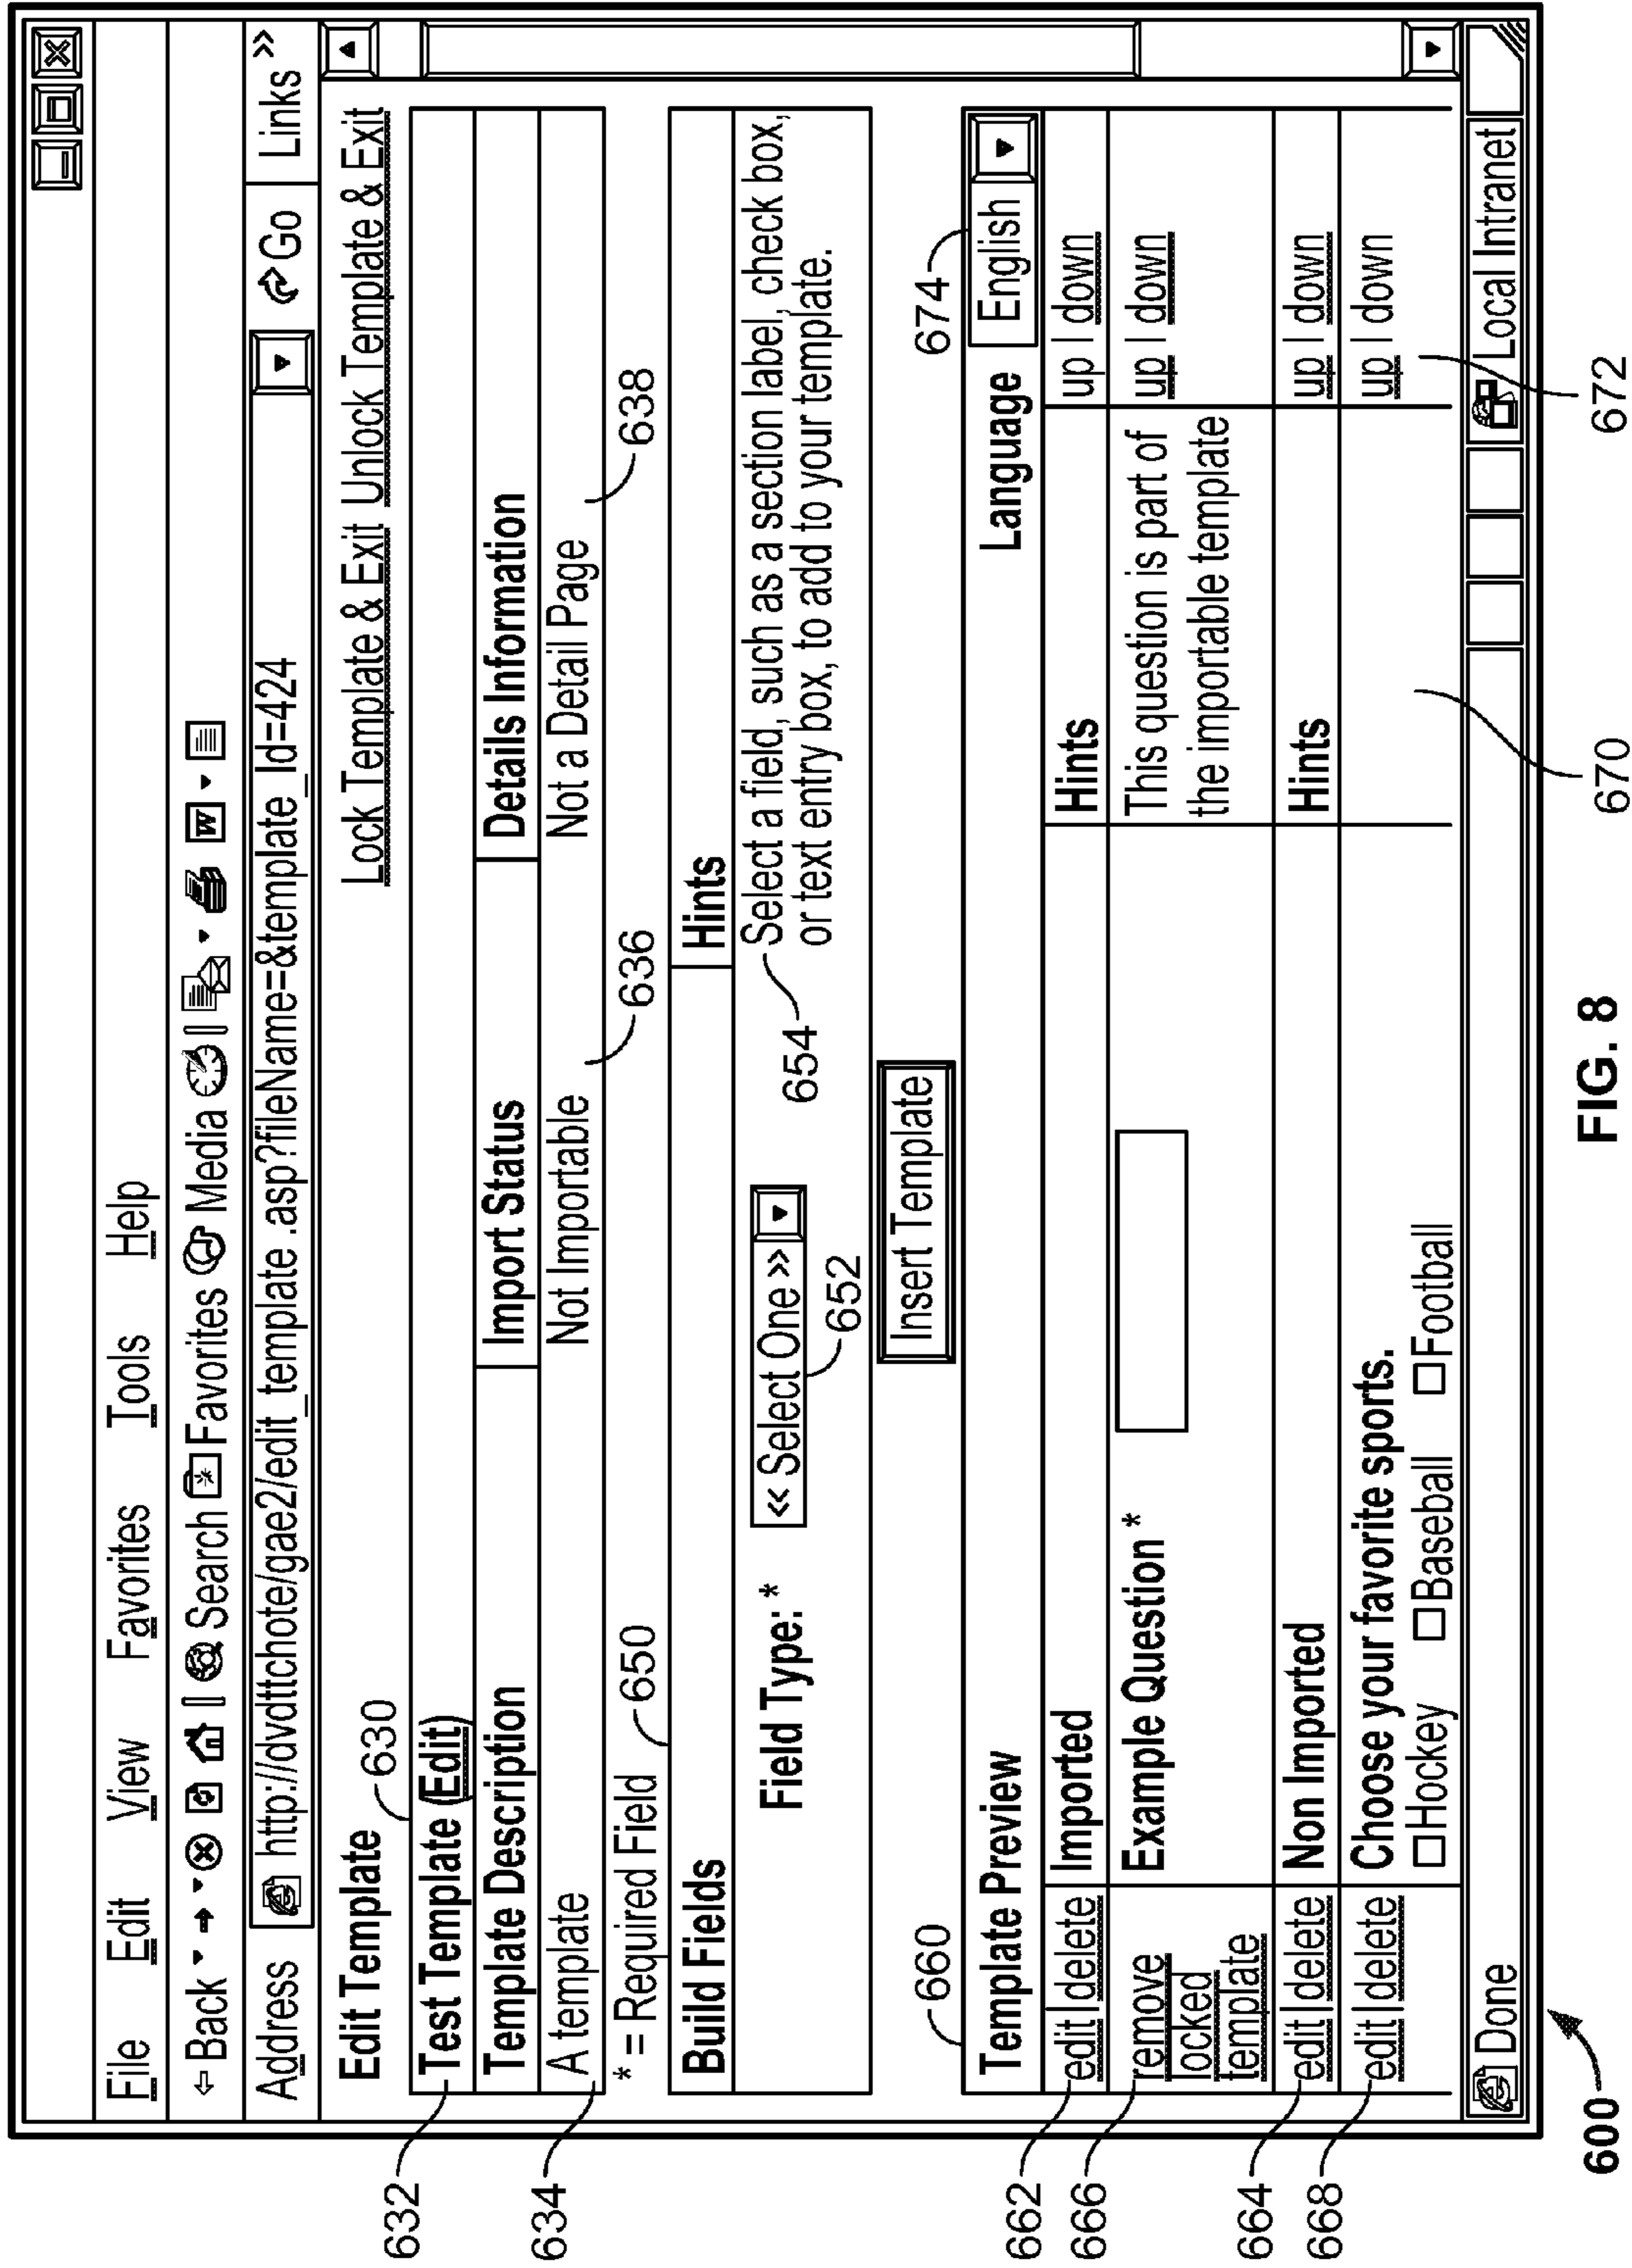 File Edit View Favorites Tools Help
Back Search Favorites Media W
Address http://dvdttchote/gae2/edit_template.asp?fileName=&template_Id=424 Go Links »
Edit Template Lock Template & Exit Unlock Template & Exit
630
632 Test Template (Edit)
Template Description Import Status Details Information
634 A template Not Importable Not a Detail Page
* = Required Field 650 636 638
Build Fields Hints
Field Type: * << Select One >> Select a field, such as a section label, check box,
or text entry box, to add to your template.
652 654
Insert Template
660 674
Template Preview Language English
662 edit | delete Imported Hints up | down
666 remove Example Question * This question is part of up | down
locked the importable template
template
664 edit | delete Non Imported Hints up | down
668 edit | delete Choose your favorite sports. up | down
Hockey Baseball Football
Done Local Intranet
600 670 672
FIG. 8